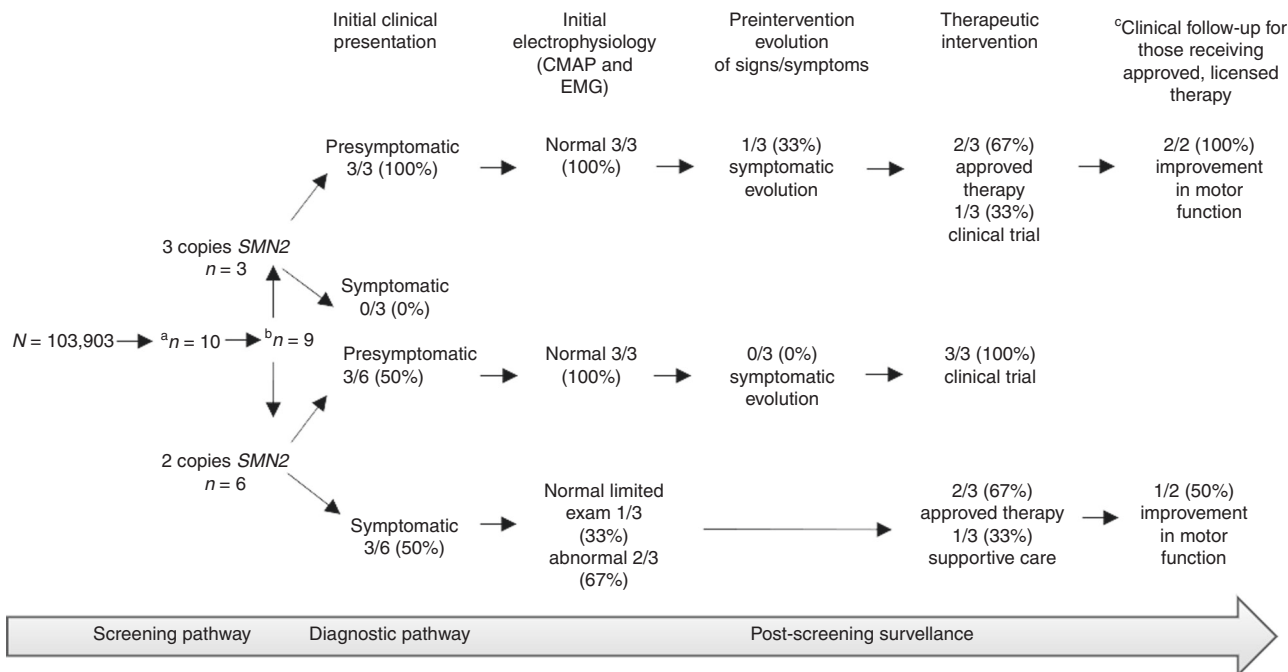 Initial clinical
presentation
Initial
electrophysiology
(CMAP and
EMG)
Preintervention
evolution
of signs/symptoms
Therapeutic
intervention
cClinical follow-up for
those receiving
approved, licensed
therapy
Presymptomatic
3/3 (100%)
Normal 3/3
(100%)
1/3 (33%)
symptomatic
evolution
2/3 (67%)
approved
therapy
1/3 (33%)
clinical trial
2/2 (100%)
improvement
in motor
function
3 copies SMN2
n = 3
Symptomatic
0/3 (0%)
N = 103,903
an = 10
bn = 9
Presymptomatic
3/6 (50%)
Normal 3/3
(100%)
0/3 (0%)
symptomatic
evolution
3/3 (100%)
clinical trial
2 copies SMN2
n = 6
Symptomatic
3/6 (50%)
Normal limited
exam 1/3
(33%)
abnormal 2/3
(67%)
2/3 (67%)
approved therapy
1/3 (33%)
supportive care
1/2 (50%)
improvement
in motor
function
Screening pathway
Diagnostic pathway
Post-screening survellance